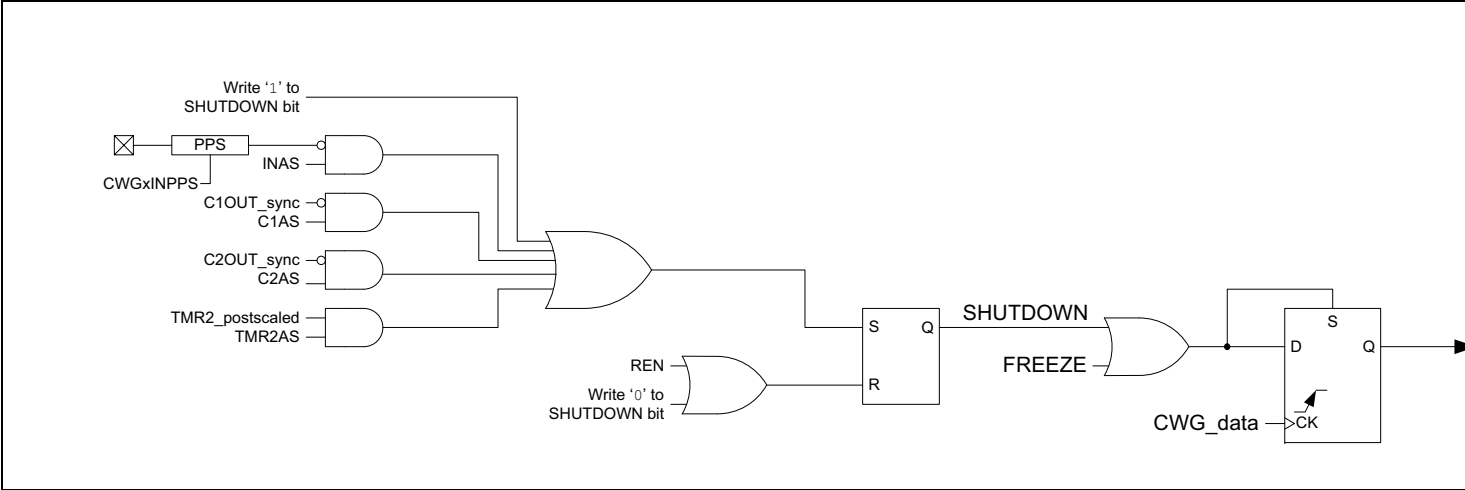 Write ‘1’ to
SHUTDOWN bit
PPS
INAS
CWGxINPPS
C1OUT_sync
C1AS
C2OUT_sync
C2AS
TMR2_postscaled
TMR2AS
REN
Write ‘0’ to
SHUTDOWN bit
S
Q
R
SHUTDOWN
FREEZE
S
D
Q
CWG_data
CK